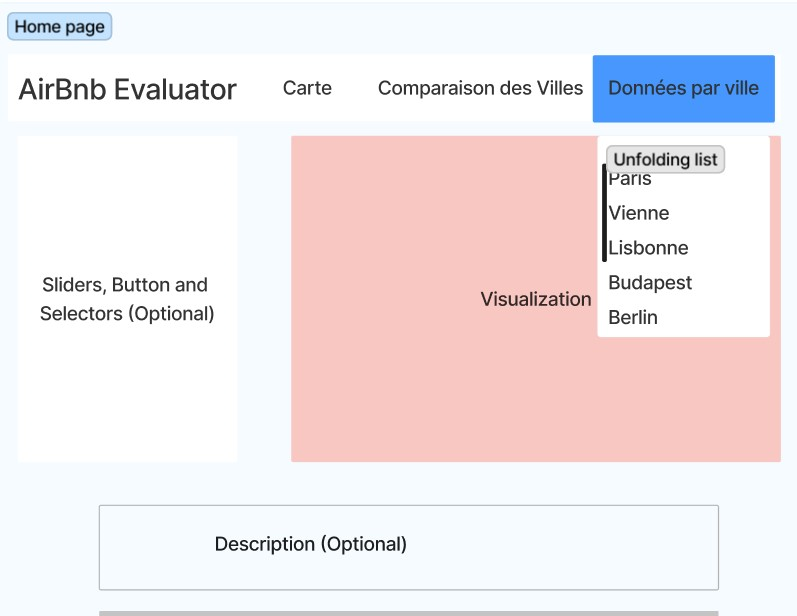 Home page
AirBnb Evaluator
Carte
Comparaison des Villes
Données par ville
Unfolding list
Paris
Vienne
Lisbonne
Budapest
Berlin
Sliders, Button and
Selectors (Optional)
Visualization
Description (Optional)